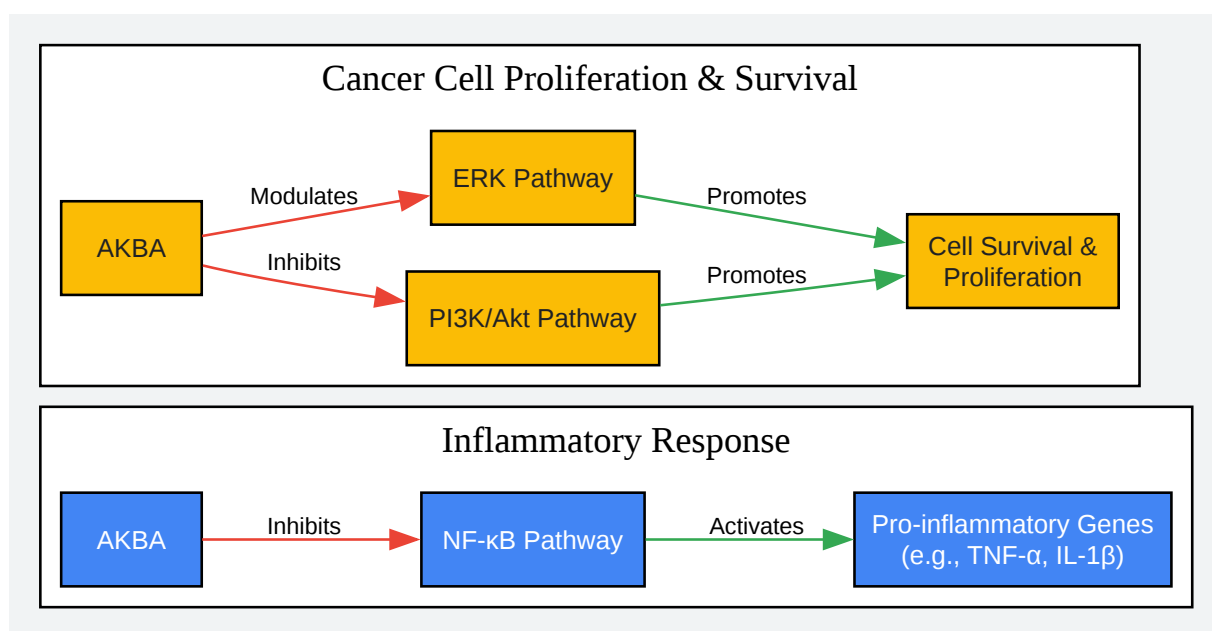 Cancer Cell Proliferation & Survival
AKBA
Modulates
Inhibits
ERK Pathway
PI3K/Akt Pathway
Promotes
Promotes
Cell Survival &
Proliferation
Inflammatory Response
AKBA
Inhibits
NF-κB Pathway
Activates
Pro-inflammatory Genes
(e.g., TNF-α, IL-1β)